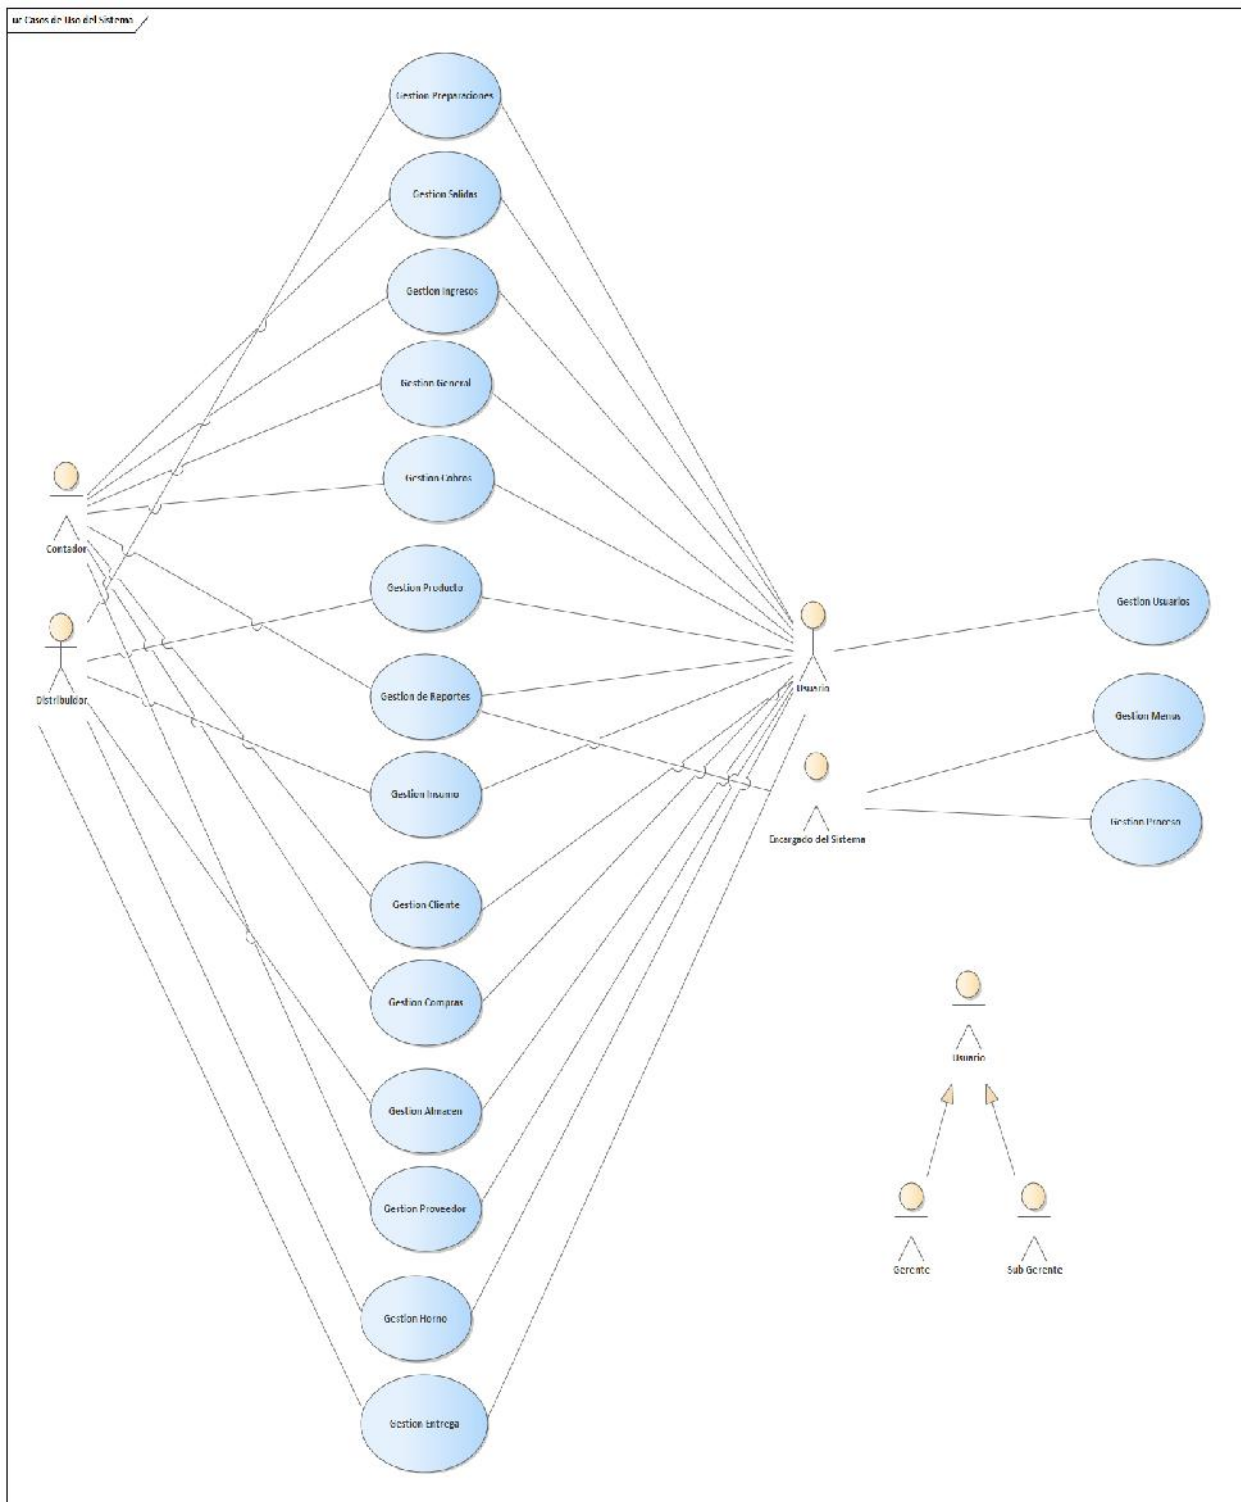 uc Casos de Uso del Sistema
Gestion Preparaciones
Gestion Salidas
Gestion Ingresos
Gestion General
Gestion Cobros
Contador
Gestion Producto
Gestion Usuarios
Distribuidor
Gestion de Reportes
Usuario
Gestion Menus
Gestion Insumo
Encargado del Sistema
Gestion Proceso
Gestion Cliente
Gestion Compras
Usuario
Gestion Almacen
Gestion Proveedor
Gerente
Sub Gerente
Gestion Horno
Gestion Entrega